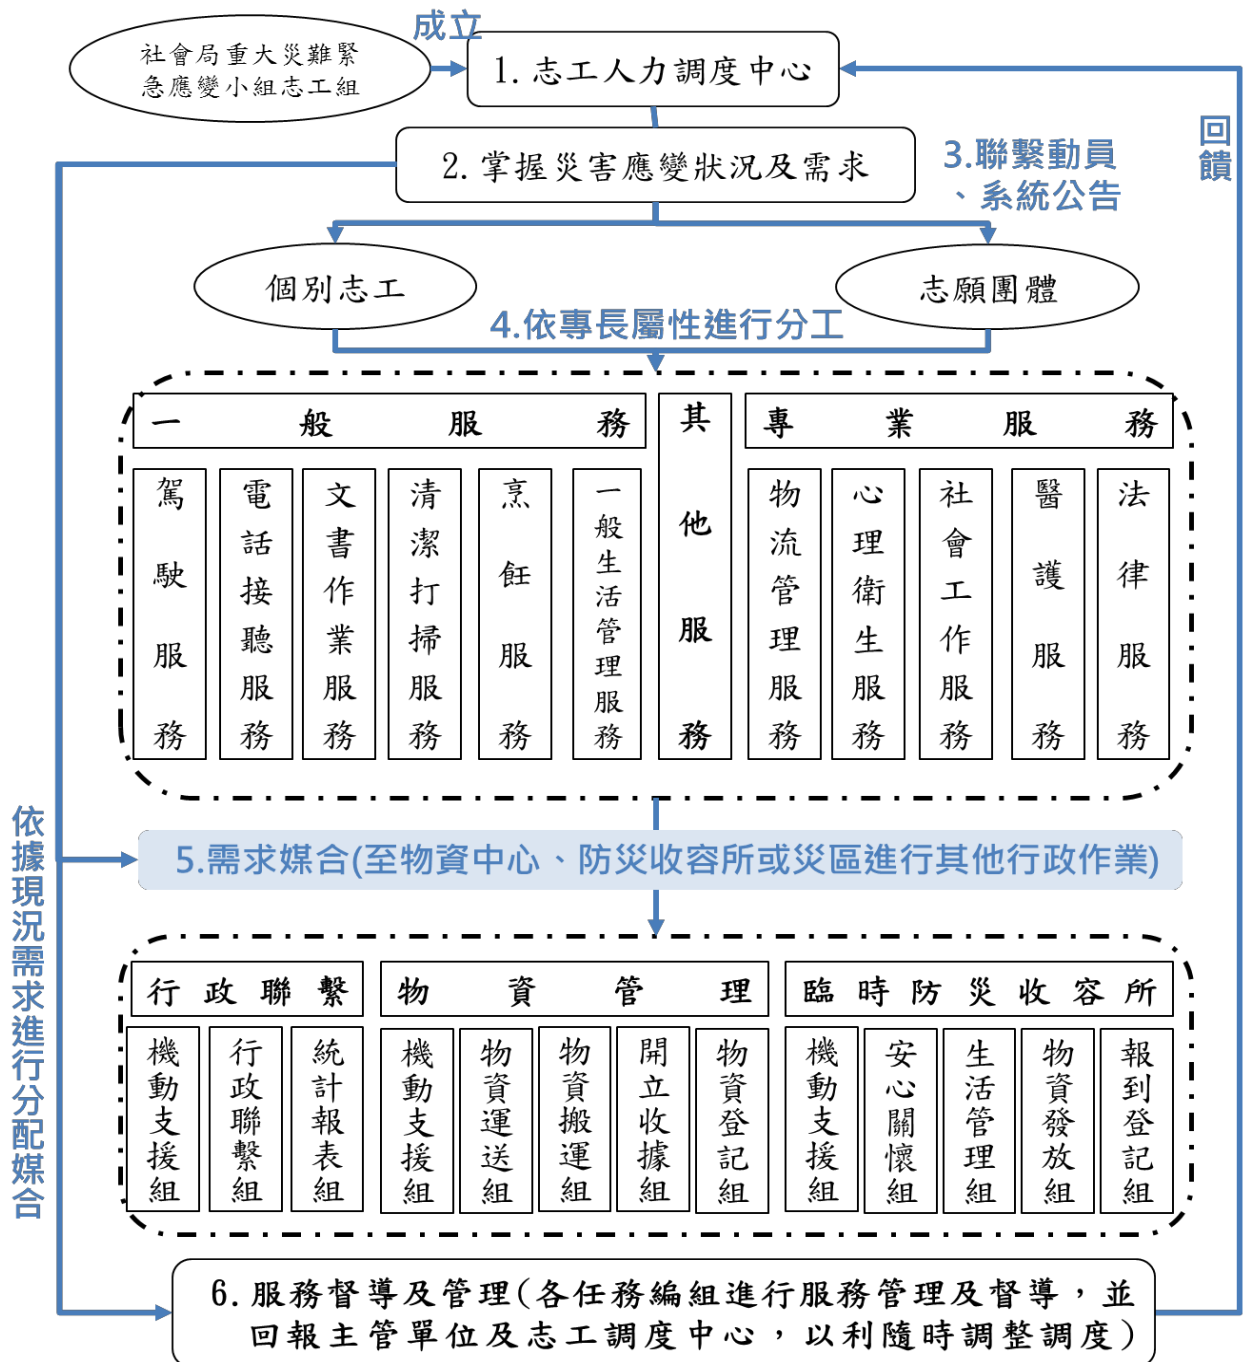 成立
社會局重大災難緊
急應變小組志工組
1. 志工人力調度中心
回饋
2. 掌握災害應變狀況及需求
3.聯繫動員
、系統公告
個別志工
志願團體
4.依專長屬性進行分工
一般服務
其他服務
專業服務
駕駛服務
電話接聽服務
文書作業服務
清潔打掃服務
烹飪服務
一般生活管理服務
物流管理服務
心理衛生服務
社會工作服務
醫護服務
法律服務
依據現況需求進行分配媒合
5.需求媒合(至物資中心、防災收容所或災區進行其他行政作業)
行政聯繫
物資管理
臨時防災收容所
機動支援組
行政聯繫組
統計報表組
機動支援組
物資運送組
物資搬運組
開立收據組
物資登記組
機動支援組
安心關懷組
生活管理組
物資發放組
報到登記組
6. 服務督導及管理(各任務編組進行服務管理及督導，並
回報主管單位及志工調度中心，以利隨時調整調度)